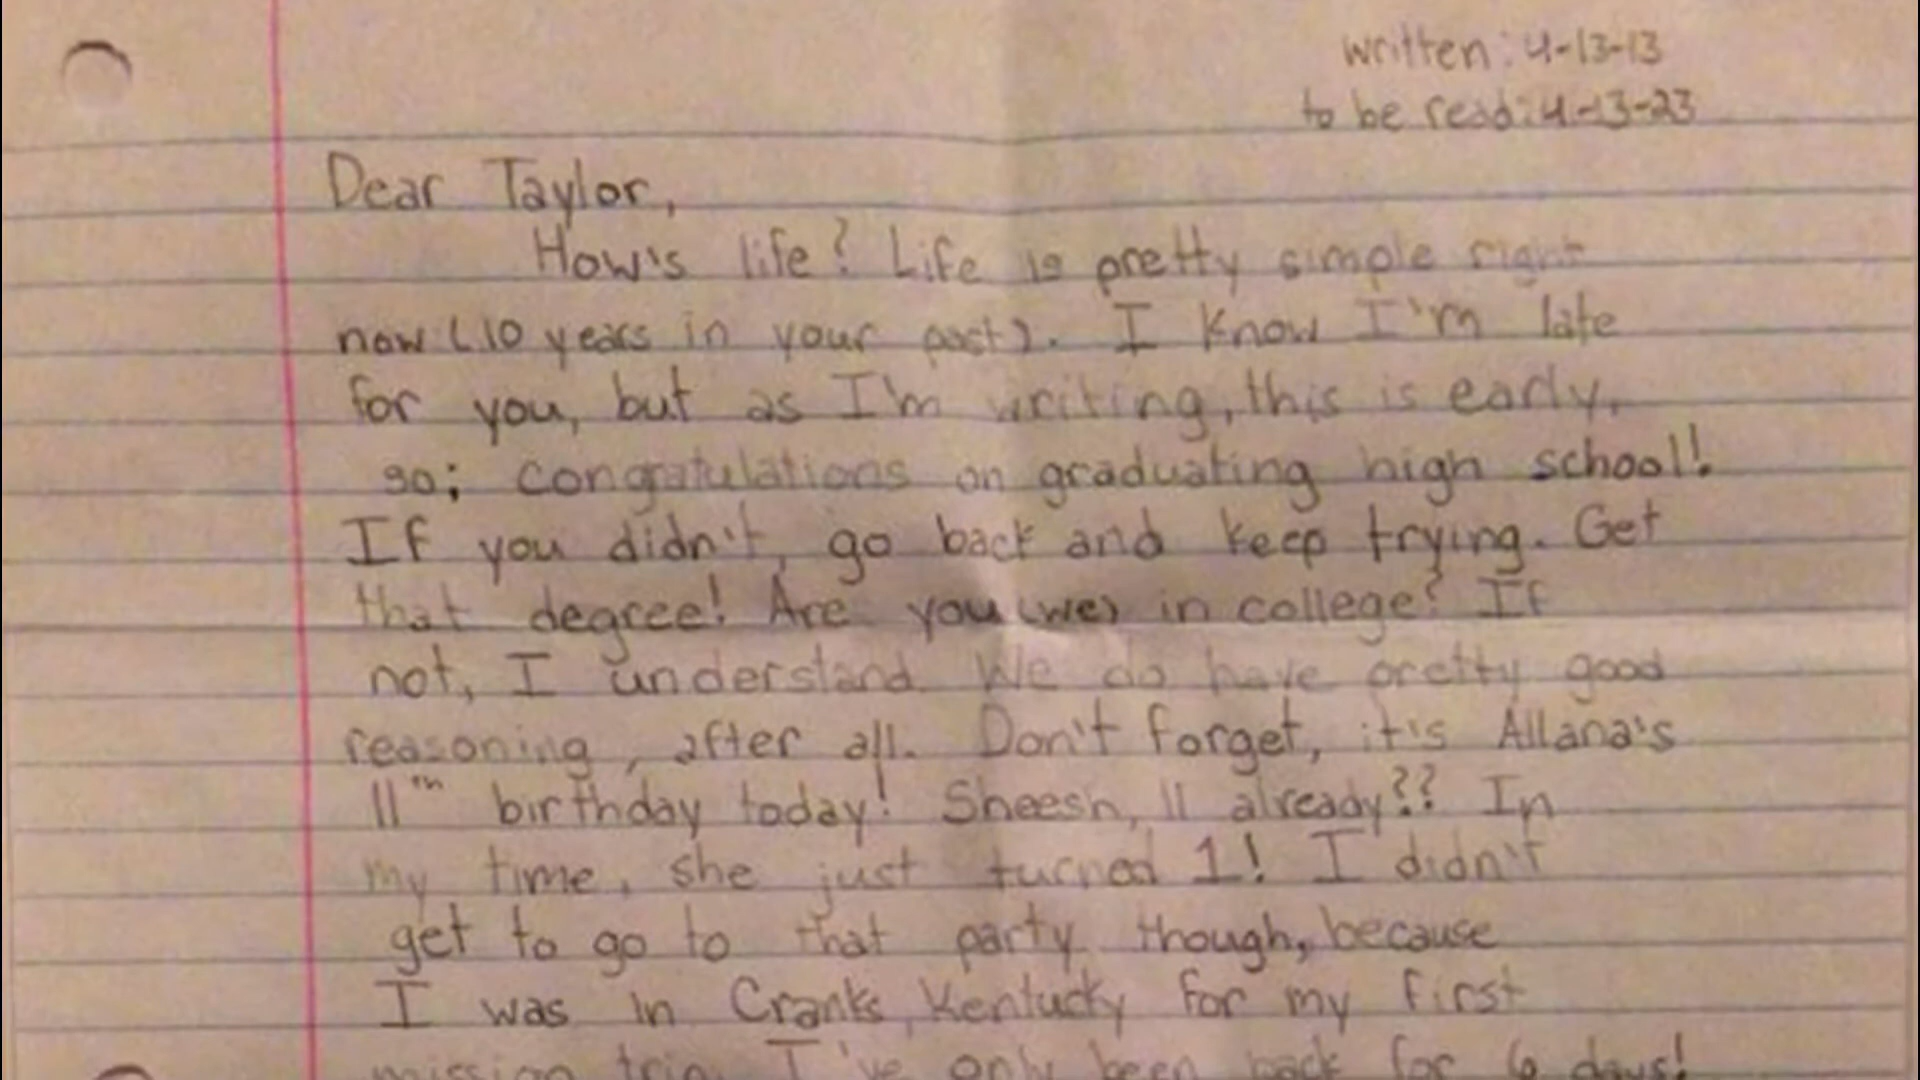 written: 4-13-13
to be read: 4-13-23
Dear Taylor,
How's life? Life is pretty simple right
now (10 years in your past). I know I'm late
for you, but as I'm writing, this is early,
so; congratulations on graduating high school!
If you didn't, go back and keep trying. Get
that degree! Are you (we) in college? If
not, I understand. We do have pretty good
reasoning, after all. Don't forget, it's Allana's
11th birthday today! Sheesh, 11 already?? In
my time, she just turned 1! I didn't
get to go to that party though, because
I was in Cranks, Kentucky for my first
mission trip. I've only been back for 6 days!